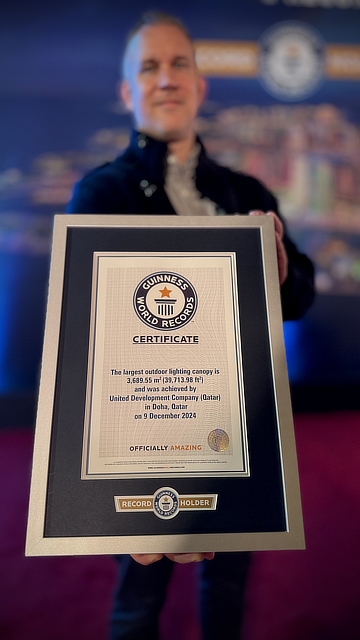 GUINNESS
WORLD RECORDS
CERTIFICATE
The largest outdoor lighting canopy is
3,689.55 m² (39,713.98 ft²)
and was achieved by
United Development Company (Qatar)
in Doha, Qatar
on 9 December 2024
OFFICIALLY AMAZING
RECORD HOLDER